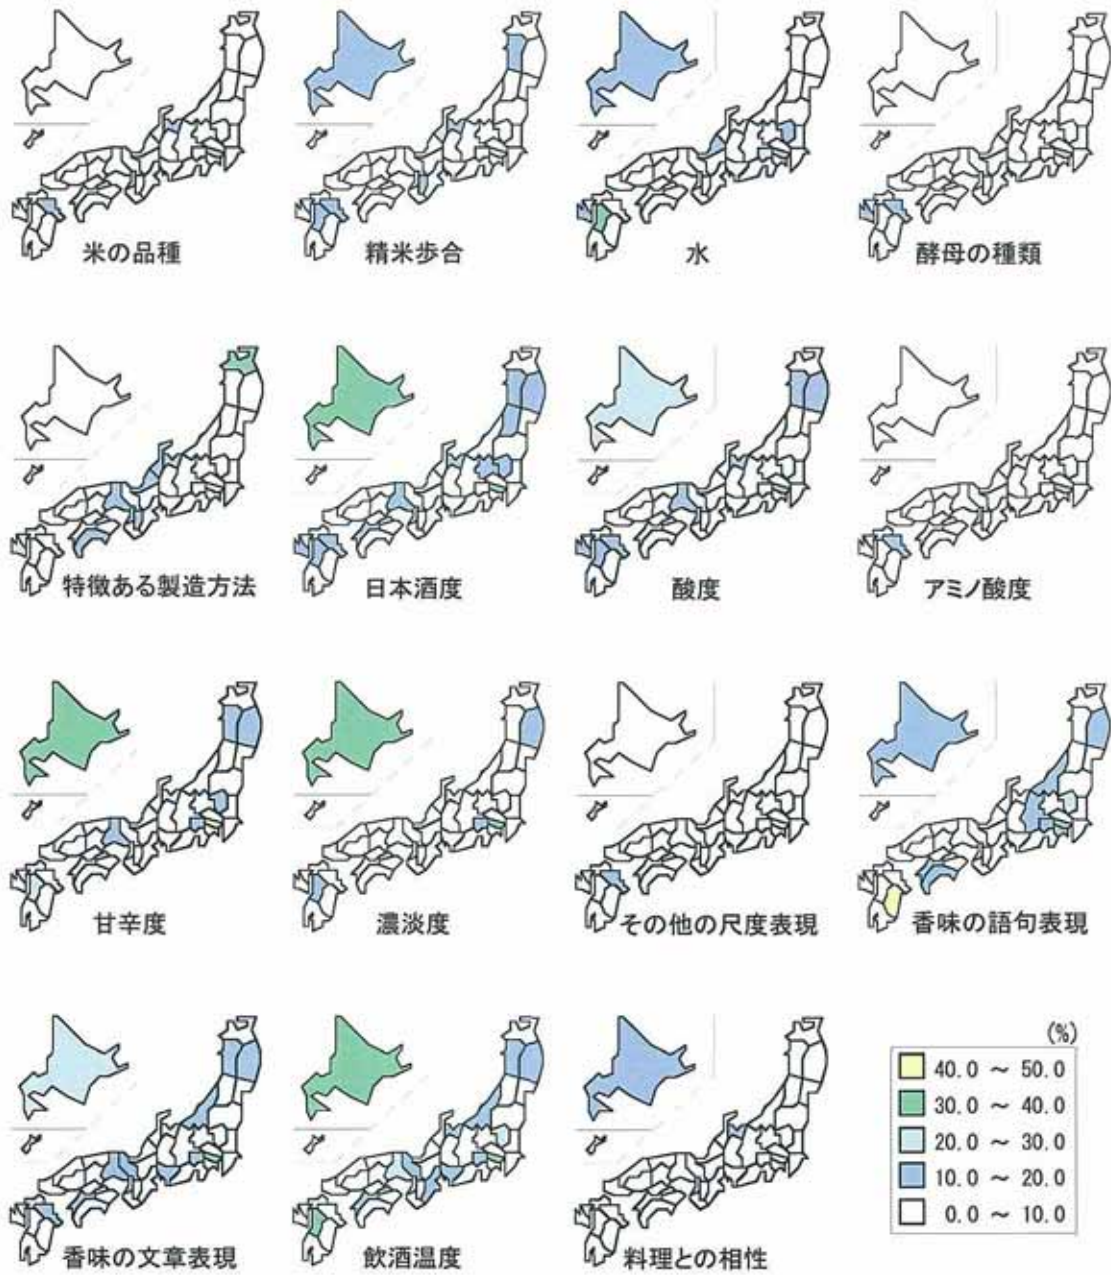 米の品種
精米歩合
水
酵母の種類
特徴ある製造方法
日本酒度
酸度
アミノ酸度
甘辛度
濃淡度
その他の尺度表現
香味の語句表現
香味の文章表現
飲酒温度
料理との相性
(%)
40.0 ～ 50.0
30.0 ～ 40.0
20.0 ～ 30.0
10.0 ～ 20.0
0.0 ～ 10.0